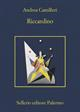 Andrea Camilleri
Riccardino
Sellerio editore Palermo